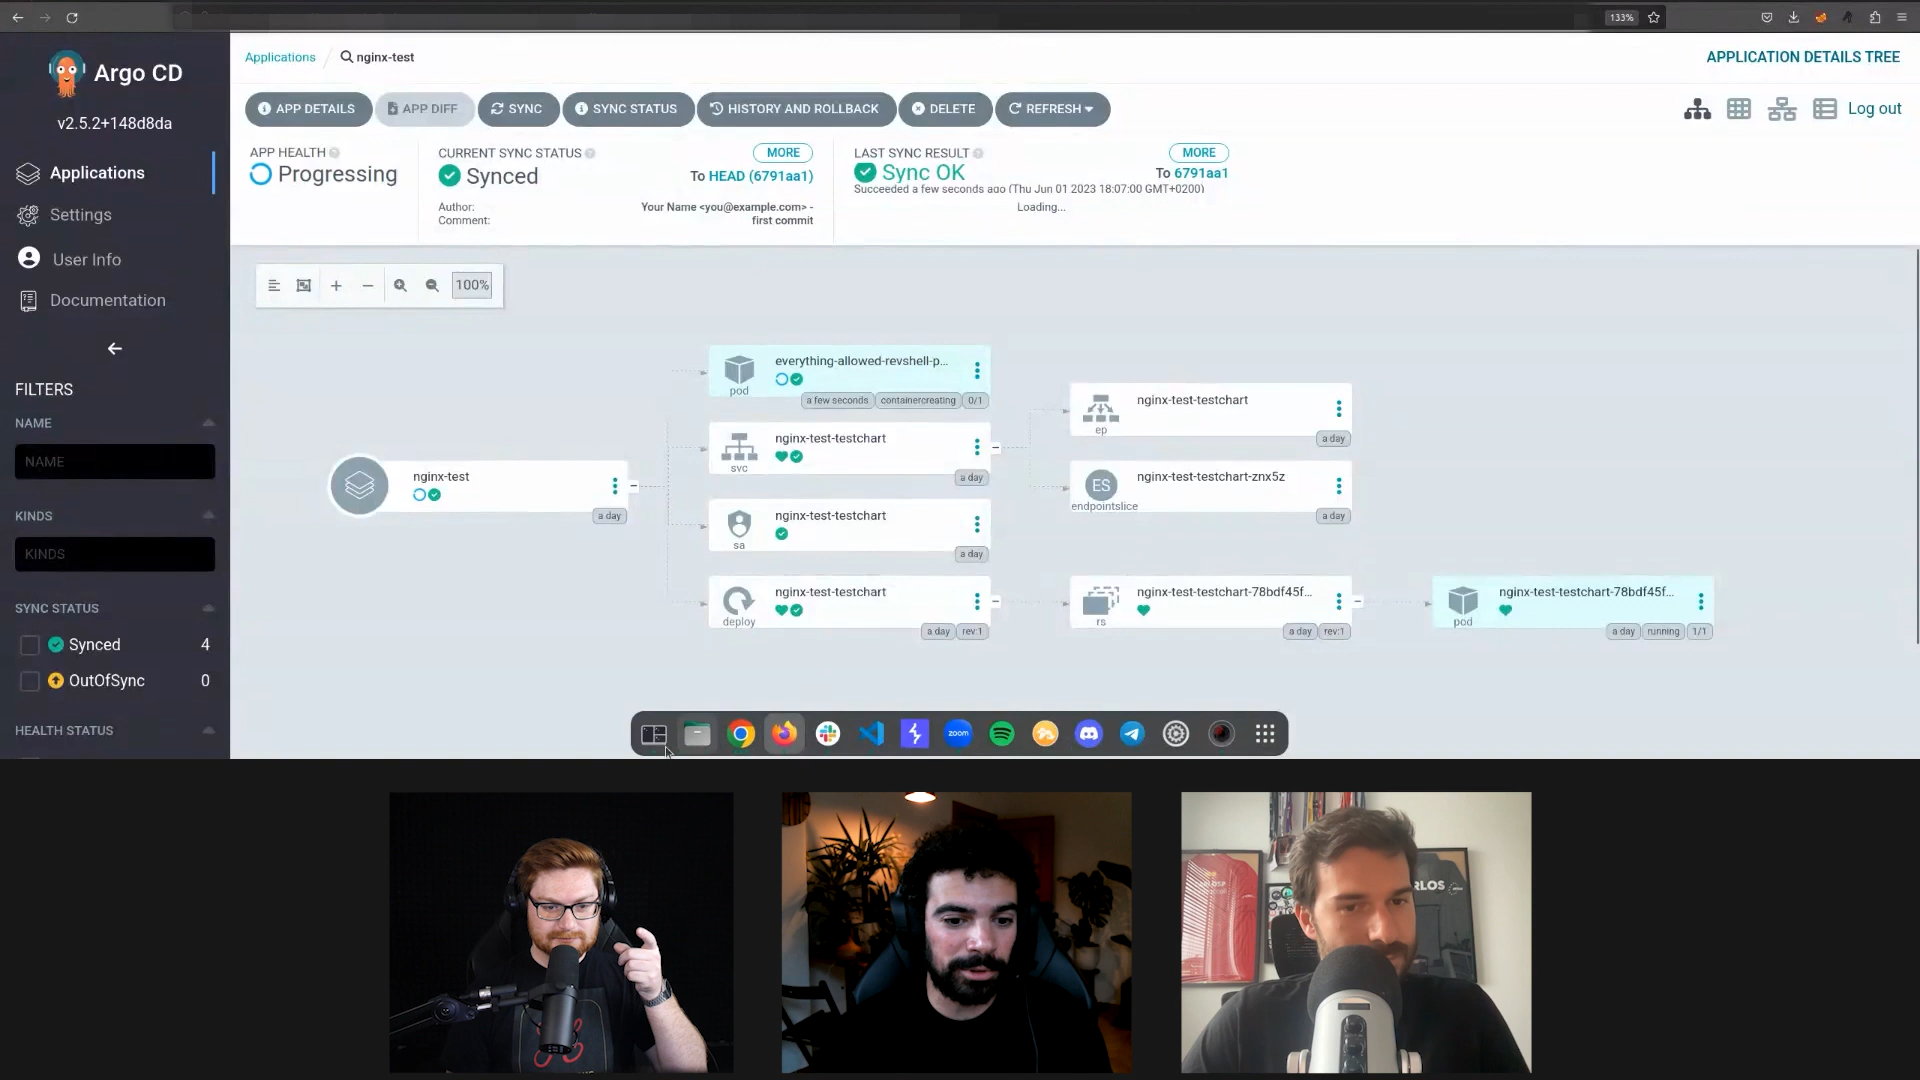 133%
Argo CD
v2.5.2+148d8da
Applications
Settings
User Info
Documentation
FILTERS
NAME
NAME
KINDS
KINDS
SYNC STATUS
Synced 4
OutOfSync 0
HEALTH STATUS
Applications / nginx-test
APPLICATION DETAILS TREE
APP DETAILS
APP DIFF
SYNC
SYNC STATUS
HISTORY AND ROLLBACK
DELETE
REFRESH
Log out
APP HEALTH
Progressing
CURRENT SYNC STATUS
MORE
Synced
To HEAD (6791aa1)
Author: Your Name <you@example.com> -
Comment: first commit
LAST SYNC RESULT
MORE
Sync OK
To 6791aa1
Succeeded a few seconds ago (Thu Jun 01 2023 18:07:00 GMT+0200)
Loading...
100%
nginx-test
a day
everything-allowed-revshell-p...
pod
a few seconds containercreating 0/1
nginx-test-testchart
svc
a day
nginx-test-testchart
sa
a day
nginx-test-testchart
deploy
a day rev:1
nginx-test-testchart
ep
a day
nginx-test-testchart-znx5z
ES
endpointslice
a day
nginx-test-testchart-78bdf45f...
rs
a day rev:1
nginx-test-testchart-78bdf45f...
pod
a day running 1/1
zoom
RLOS